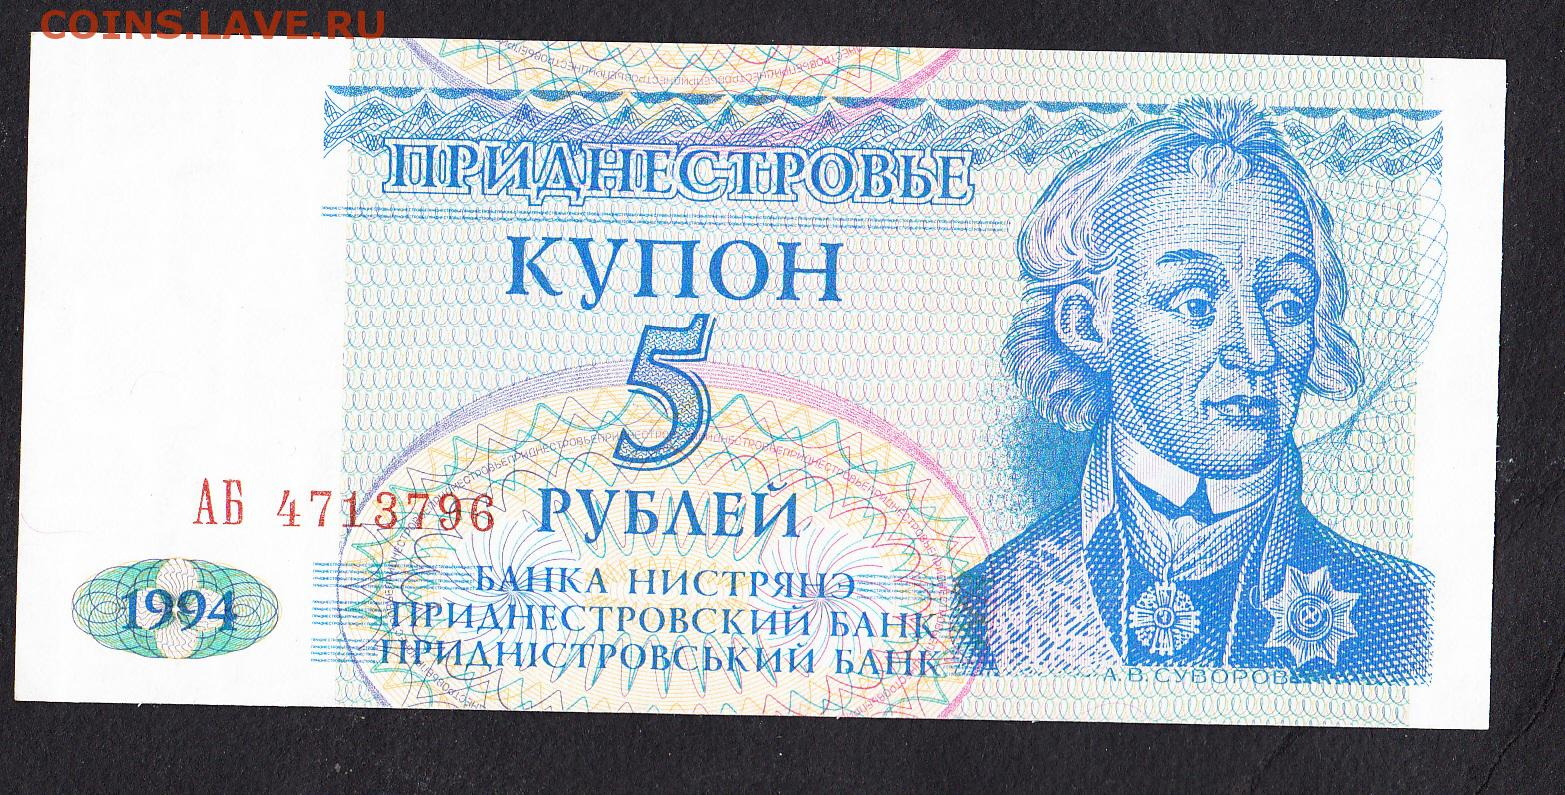 COINS.LAVE.RU
ПРИДНЕСТРОВЬЕ
КУПОН
5
РУБЛЕЙ
АБ 4713796
БАНКА НИСТРЯНЭ
ПРИДНЕСТРОВСКИЙ БАНК
ПРИДНІСТРОВСЬКИЙ БАНК
1994
А.В.СУВОРОВ